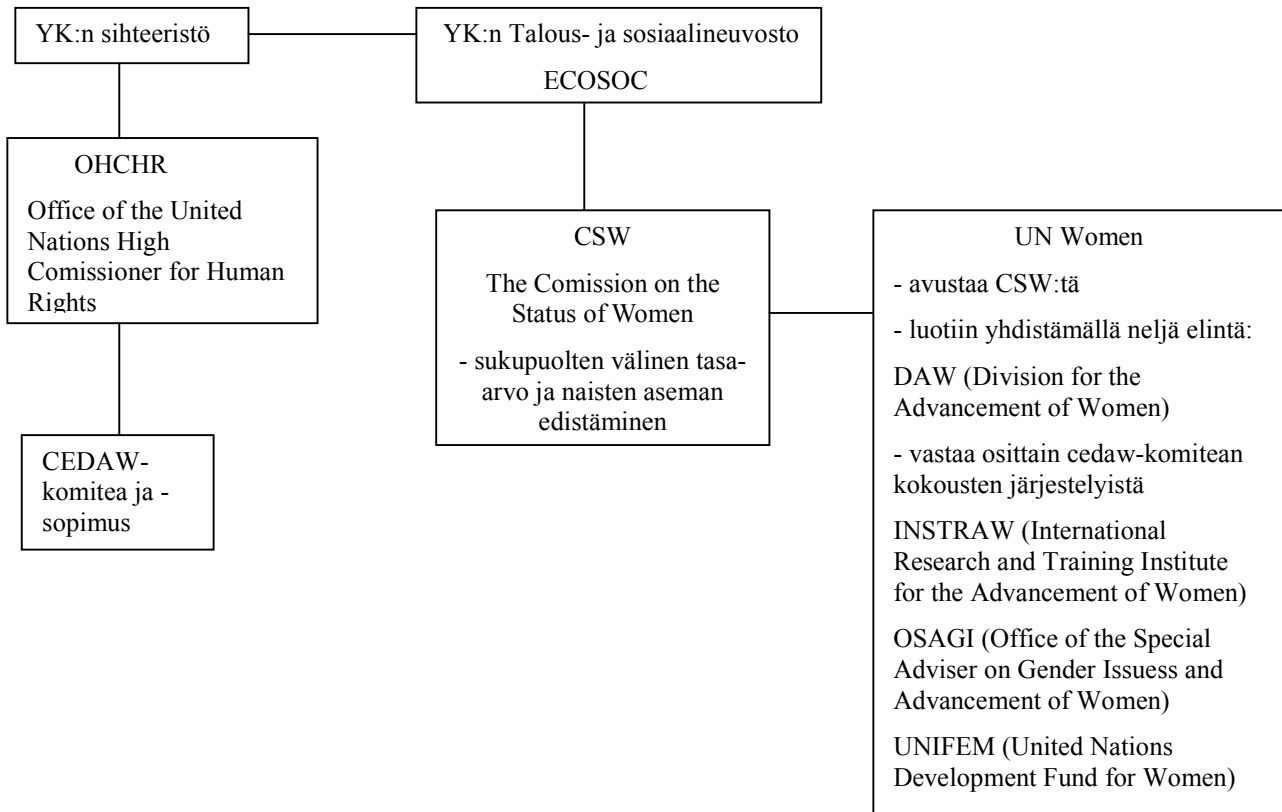 YK:n sihteeristö
YK:n Talous- ja sosiaalineuvosto
ECOSOC
OHCHR
Office of the United
Nations High
Comissioner for Human
Rights
CSW
The Comission on the
Status of Women
- sukupuolten välinen tasa-
arvo ja naisten aseman
edistäminen
UN Women
- avustaa CSW:tä
- luotiin yhdistämällä neljä elintä:
DAW (Division for the
Advancement of Women)
- vastaa osittain cedaw-komitean
kokousten järjestelyistä
INSTRAW (International
Research and Training Institute
for the Advancement of Women)
OSAGI (Office of the Special
Adviser on Gender Issuess and
Advancement of Women)
UNIFEM (United Nations
Development Fund for Women)
CEDAW-
komitea ja -
sopimus